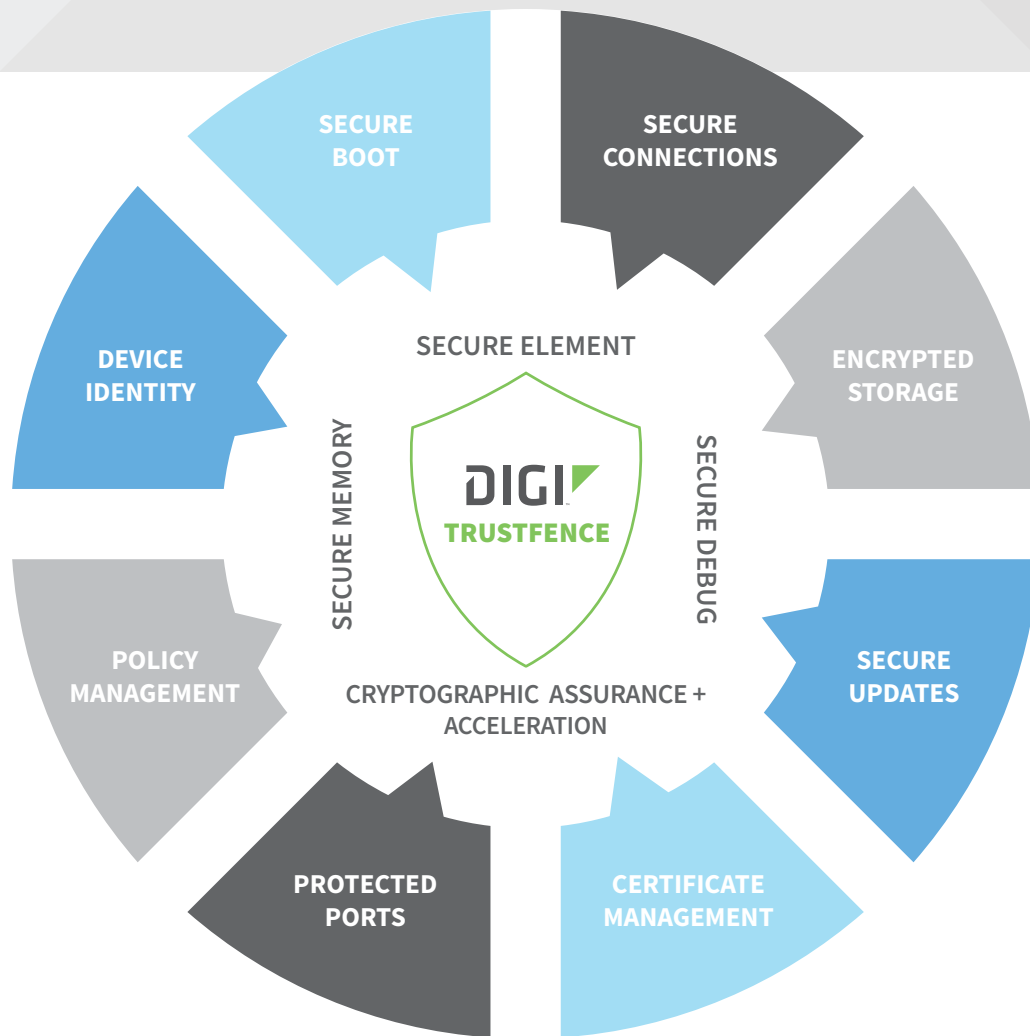 SECURE
BOOT
SECURE
CONNECTIONS
DEVICE
IDENTITY
ENCRYPTED
STORAGE
SECURE ELEMENT
SECURE MEMORY
DIGI
TRUSTFENCE
SECURE DEBUG
POLICY
MANAGEMENT
SECURE
UPDATES
CRYPTOGRAPHIC ASSURANCE +
ACCELERATION
PROTECTED
PORTS
CERTIFICATE
MANAGEMENT